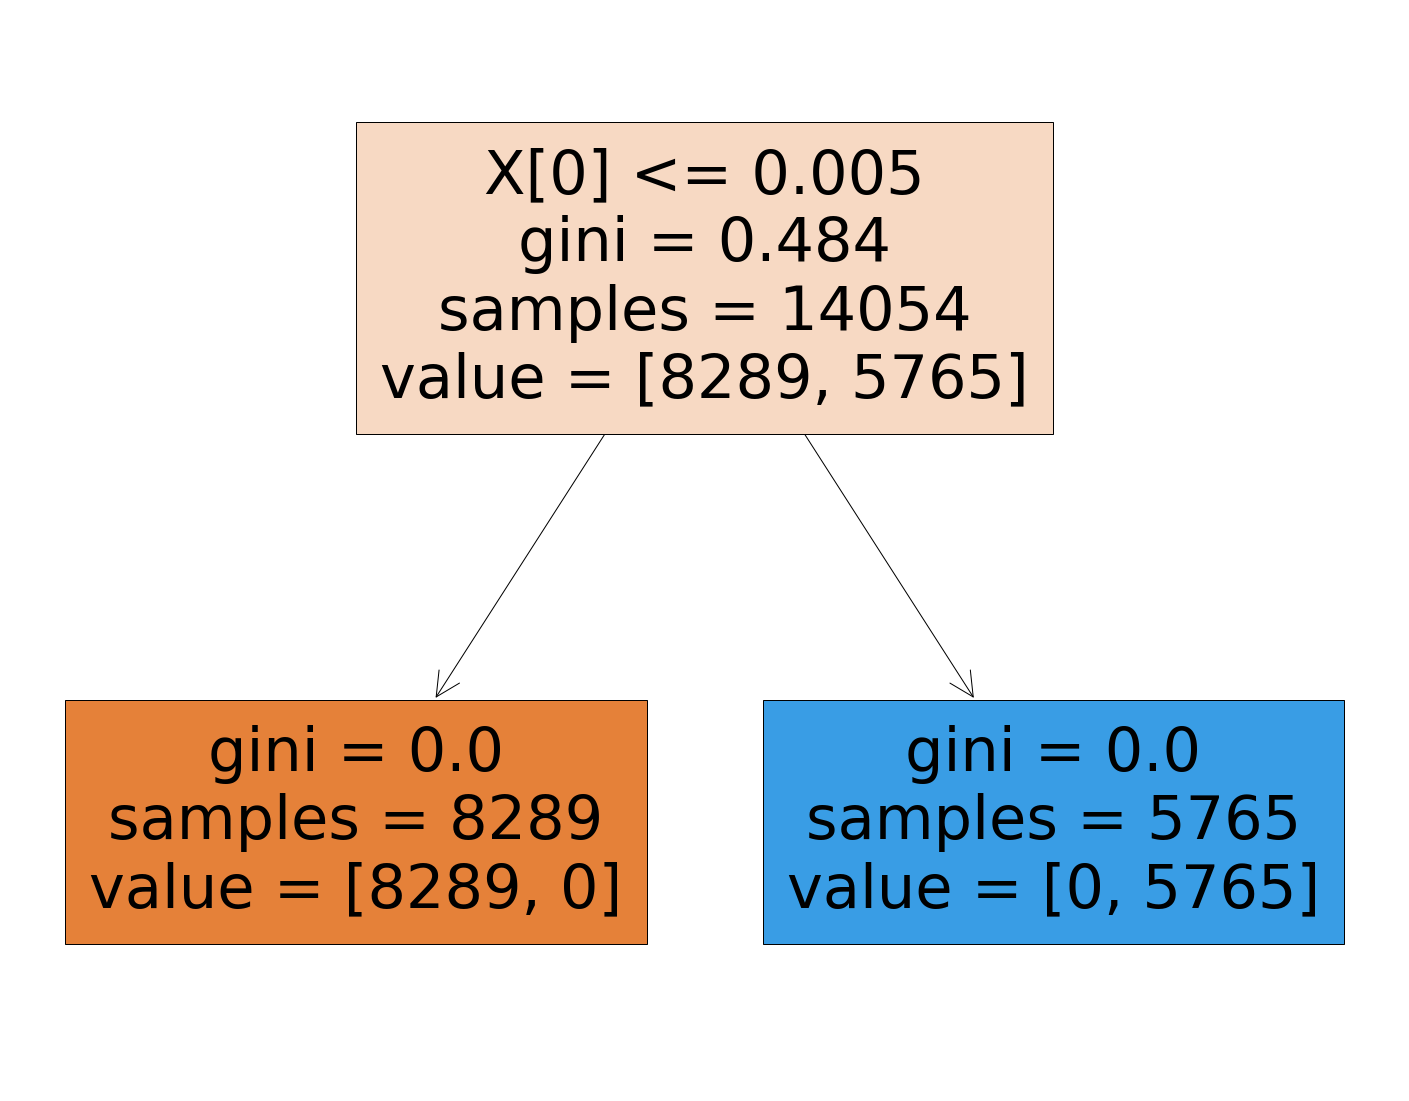 X[0] <= 0.005
gini = 0.484
samples = 14054
value = [8289, 5765]
gini = 0.0
samples = 8289
value = [8289, 0]
gini = 0.0
samples = 5765
value = [0, 5765]